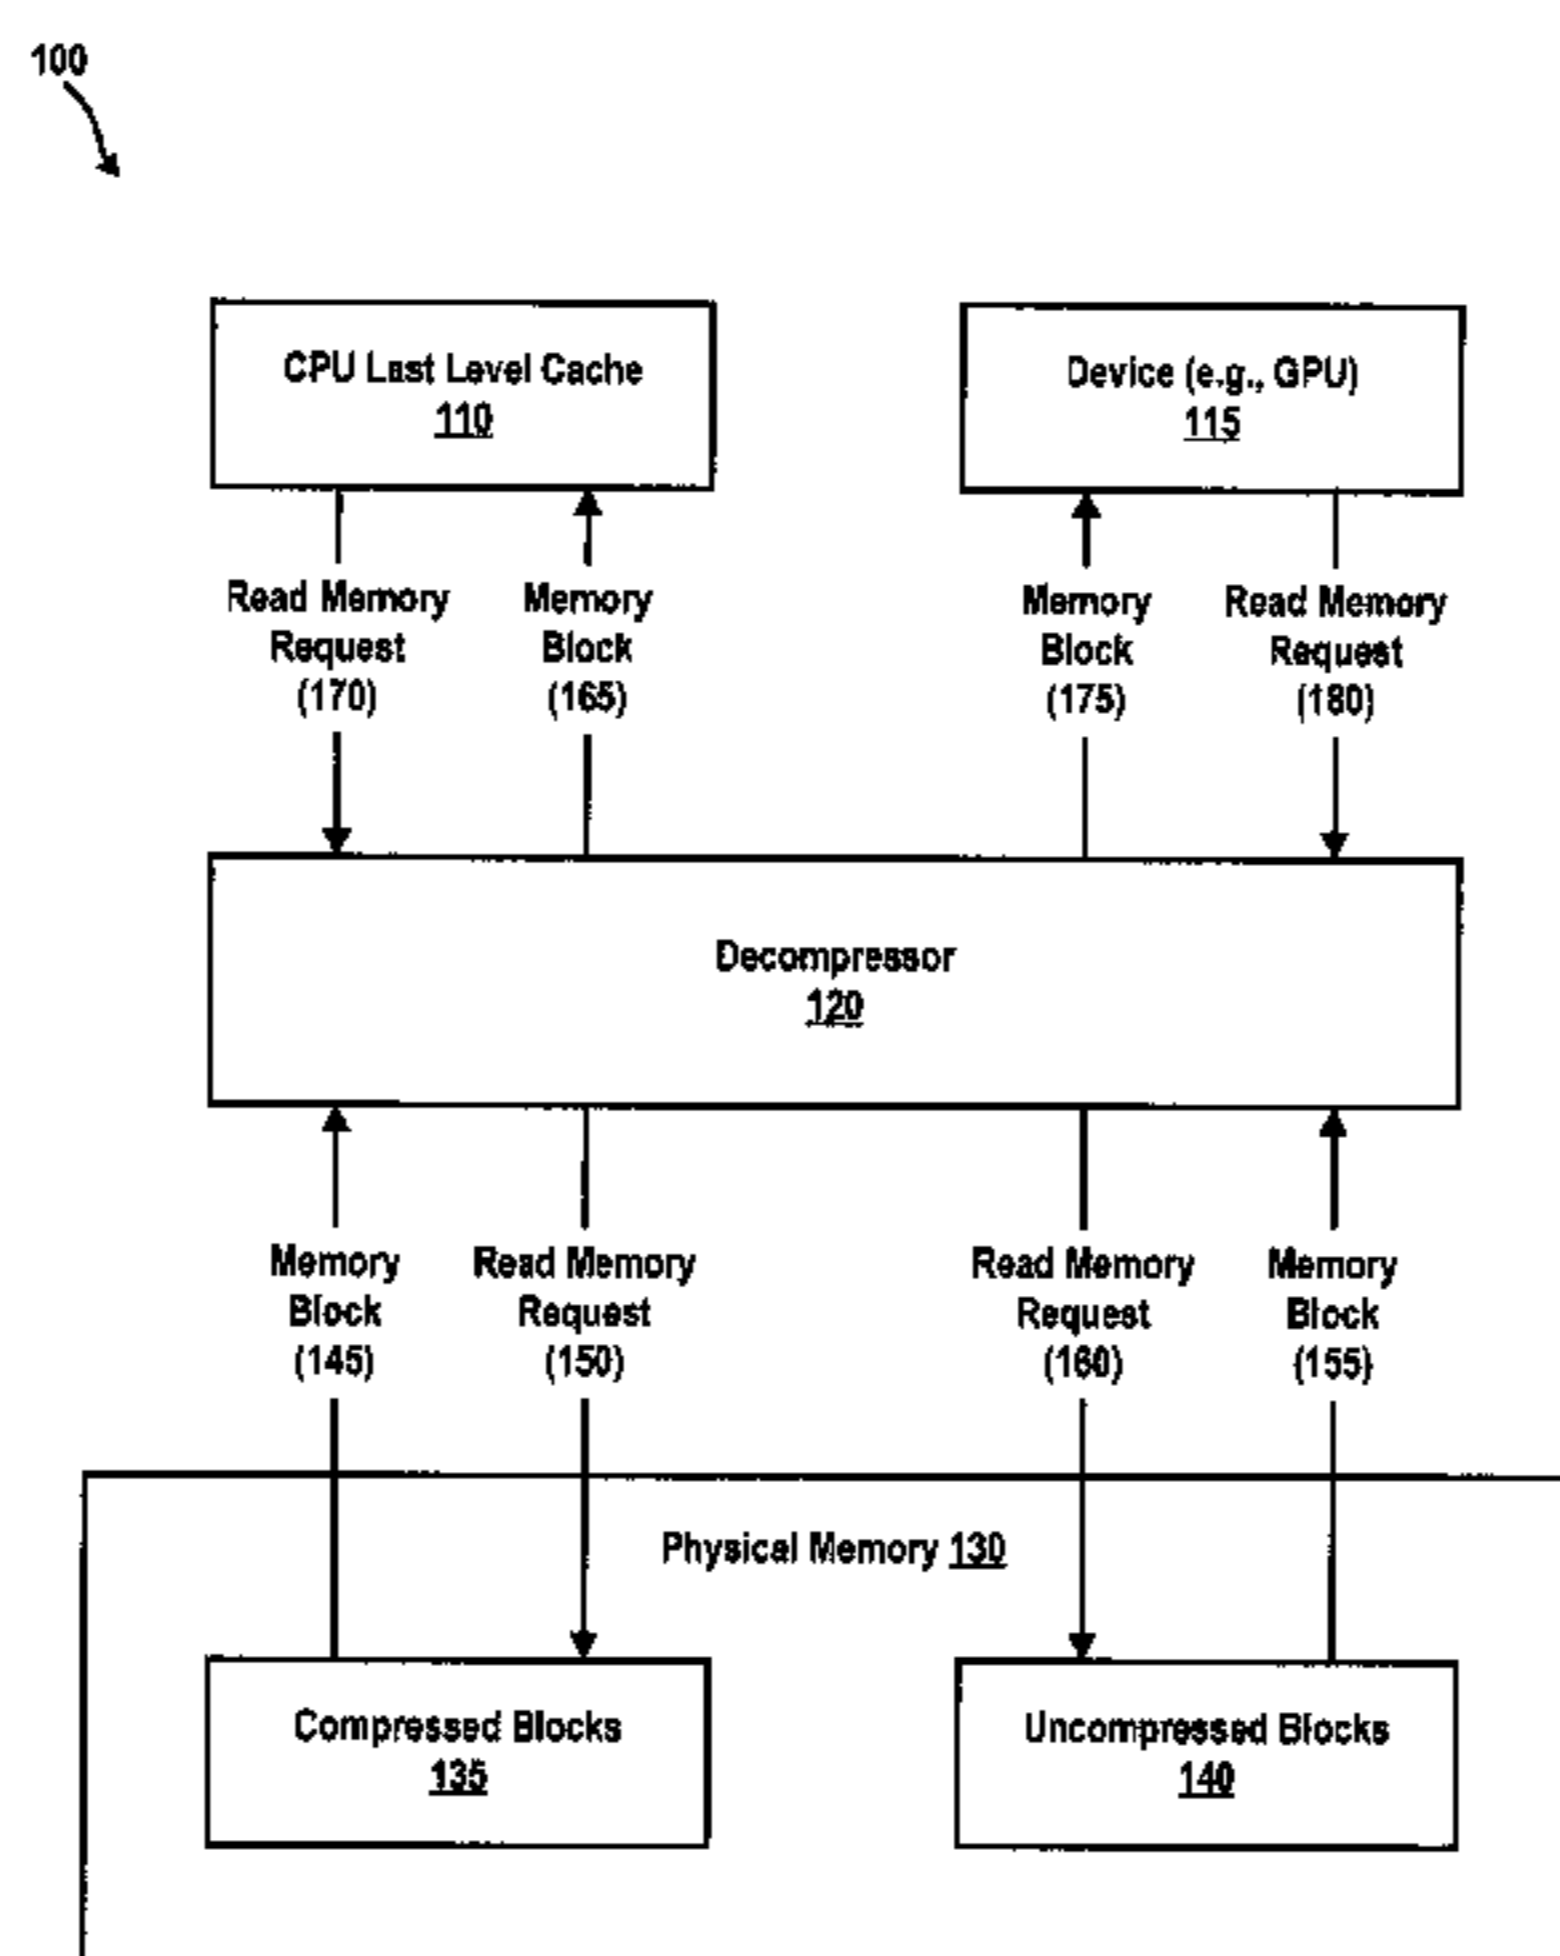 100
CPU Last Level Cache
110
Device (e.g., GPU)
115
Read Memory
Request
(170)
Memory
Block
(165)
Memory
Block
(175)
Read Memory
Request
(180)
Decompressor
120
Memory
Block
(145)
Read Memory
Request
(150)
Read Memory
Request
(160)
Memory
Block
(155)
Physical Memory 130
Compressed Blocks
135
Uncompressed Blocks
140